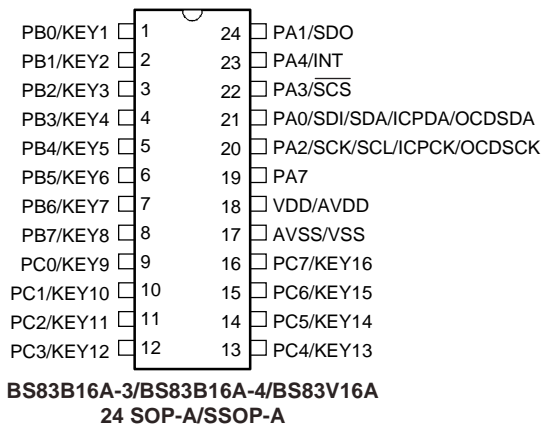 PB0/KEY1 1 24 PA1/SDO
PB1/KEY2 2 23 PA4/INT
PB2/KEY3 3 22 PA3/SCS
PB3/KEY4 4 21 PA0/SDI/SDA/ICPDA/OCDSDA
PB4/KEY5 5 20 PA2/SCK/SCL/ICPCK/OCDSCK
PB5/KEY6 6 19 PA7
PB6/KEY7 7 18 VDD/AVDD
PB7/KEY8 8 17 AVSS/VSS
PC0/KEY9 9 16 PC7/KEY16
PC1/KEY10 10 15 PC6/KEY15
PC2/KEY11 11 14 PC5/KEY14
PC3/KEY12 12 13 PC4/KEY13
BS83B16A-3/BS83B16A-4/BS83V16A
24 SOP-A/SSOP-A